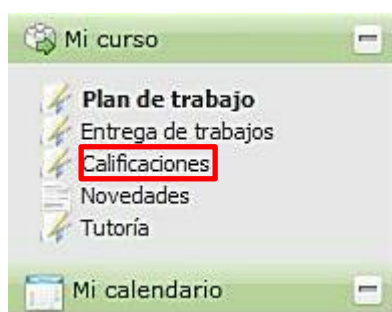 Mi curso
Plan de trabajo
Entrega de trabajos
Calificaciones
Novedades
Tutoría
Mi calendario